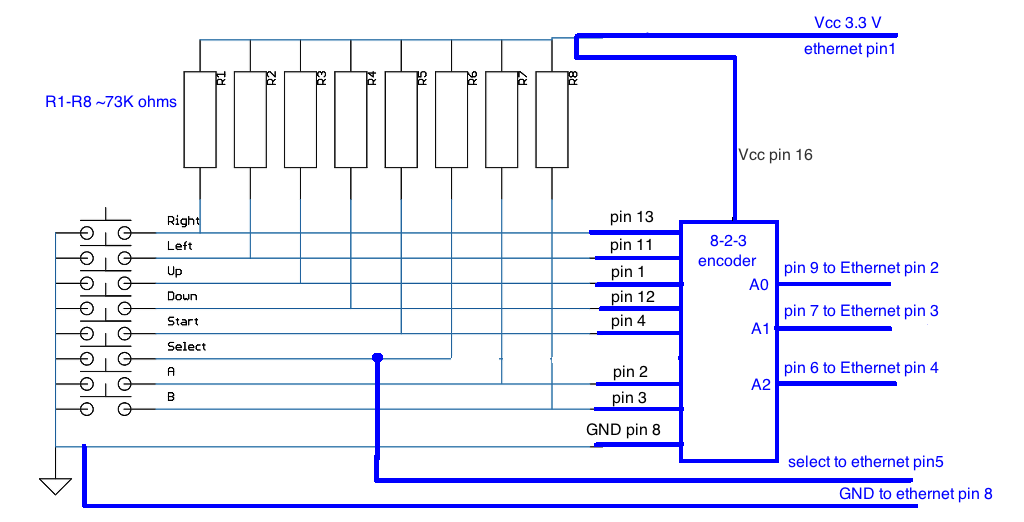 Vcc 3.3 V
ethernet pin1
R1
R2
R3
R4
R5
R6
R7
R8
R1-R8 ~73K ohms
Vcc pin 16
Right
pin 13
Left
pin 11
8-2-3
encoder
Up
pin 1
A0
pin 9 to Ethernet pin 2
Down
pin 12
Start
pin 4
A1
pin 7 to Ethernet pin 3
Select
A
pin 2
A2
pin 6 to Ethernet pin 4
B
pin 3
GND pin 8
select to ethernet pin5
GND to ethernet pin 8